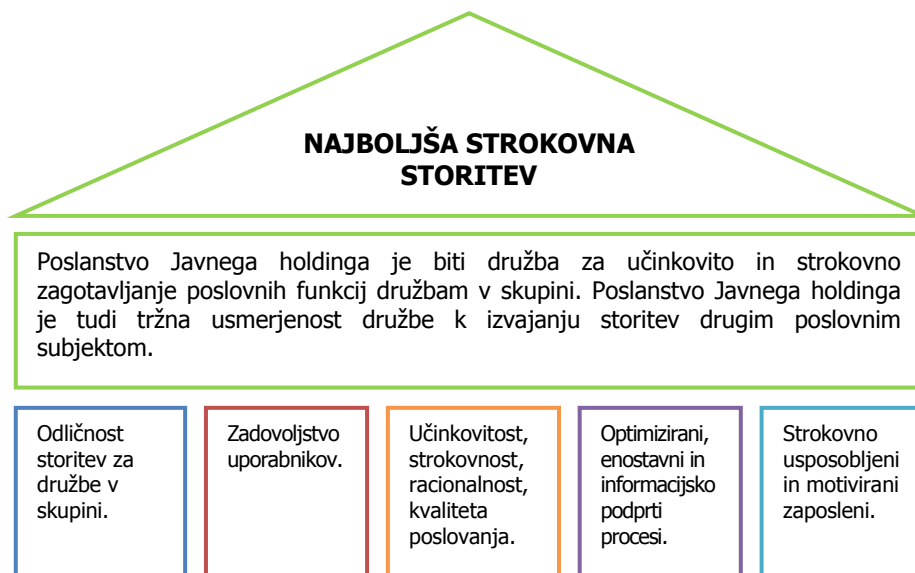 NAJBOLJŠA STROKOVNA
STORITEV
Poslanstvo Javnega holdinga je biti družba za učinkovito in strokovno
zagotavljanje poslovnih funkcij družbam v skupini. Poslanstvo Javnega holdinga
je tudi tržna usmerjenost družbe k izvajanju storitev drugim poslovnim
subjektom.
Odličnost
storitev za
družbe v
skupini.
Zadovoljstvo
uporabnikov.
Učinkovitost,
strokovnost,
racionalnost,
kvaliteta
poslovanja.
Optimizirani,
enostavni in
informacijsko
podprti
procesi.
Strokovno
usposobljeni
in motivirani
zaposleni.